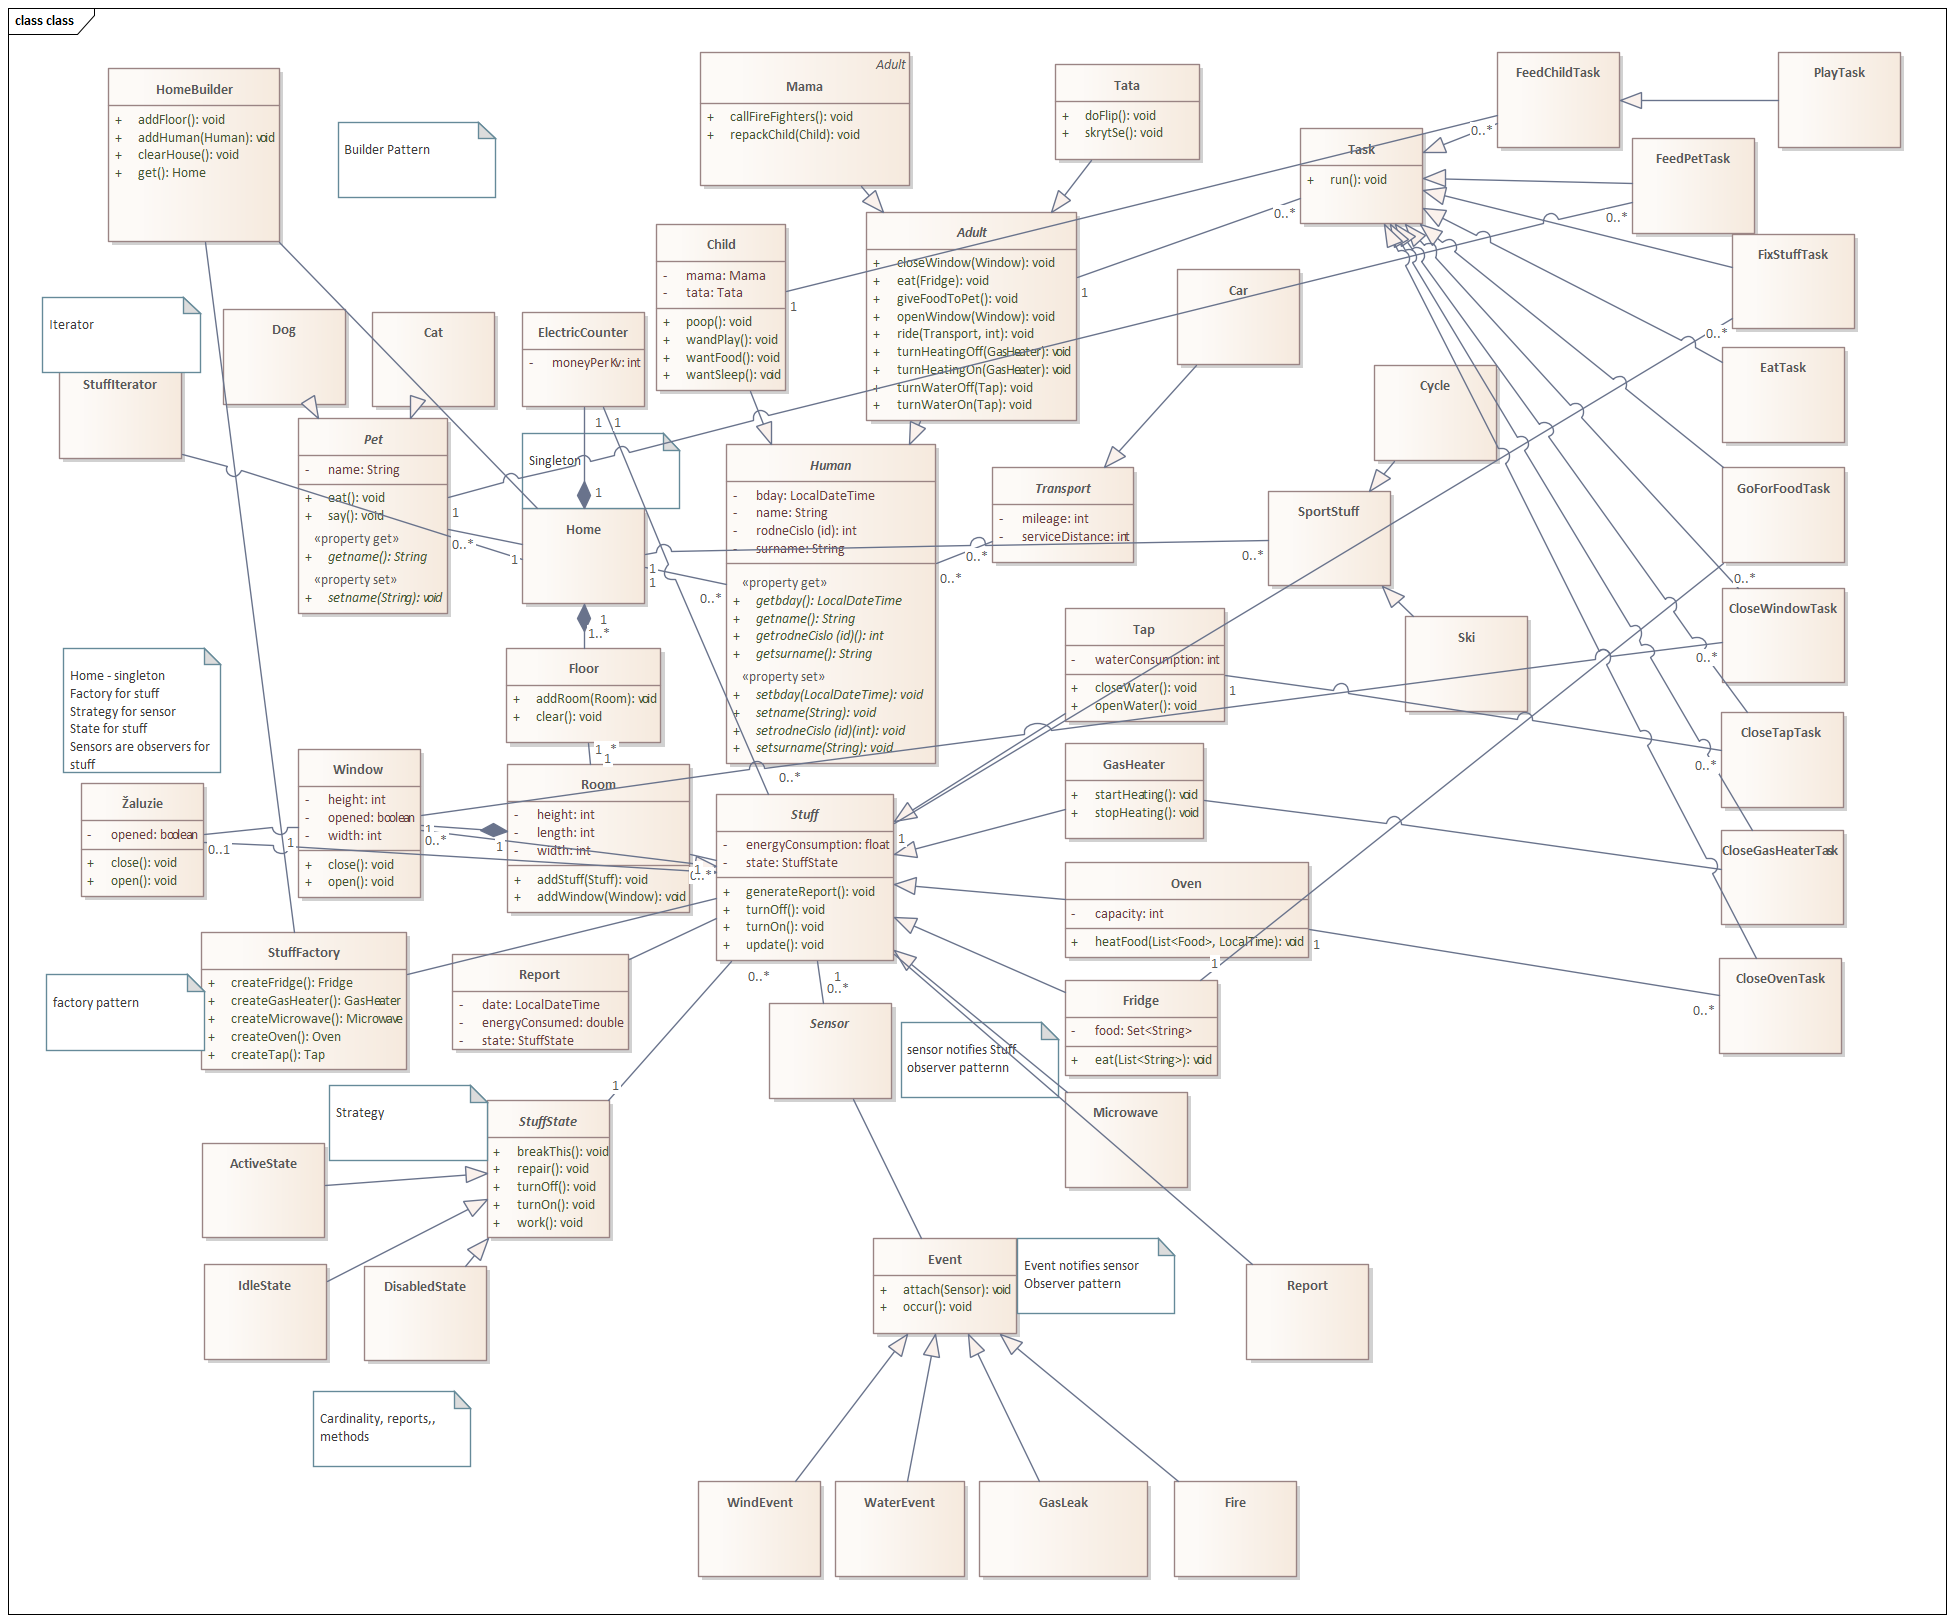 class class
HomeBuilder
+ addFloor(): void
+ addHuman(Human): void
+ clearHouse(): void
+ get(): Home
Builder Pattern
Adult
Mama
+ callFireFighters(): void
+ repackChild(Child): void
Tata
+ doFlip(): void
+ skrytSe(): void
FeedChildTask
PlayTask
0..*
Task
+ run(): void
0..*
FeedPetTask
0..*
FixStuffTask
0..*
Child
- mama: Mama
- tata: Tata
+ poop(): void
+ wandPlay(): void
+ wantFood(): void
+ wantSleep(): void
1
Adult
+ closeWindow(Window): void
+ eat(Fridge): void
+ giveFoodToPet(): void
+ openWindow(Window): void
+ ride(Transport, int): void
+ turnHeatingOff(GasHeater): void
+ turnHeatingOn(GasHeater): void
+ turnWaterOff(Tap): void
+ turnWaterOn(Tap): void
1
Car
Iterator
StuffIterator
Dog
Cat
ElectricCounter
- moneyPerKv: int
1 1
Cycle
EatTask
Pet
- name: String
+ eat(): void
+ say(): void
«property get»
+ getname(): String
«property set»
+ setname(String): void
1
0..*
Singleton
1
Home
1
1
1
1
1..*
0..*
Human
- bday: LocalDateTime
- name: String
- rodneCislo (id): int
- surname: String
«property get»
+ getbday(): LocalDateTime
+ getname(): String
+ getrodneCislo (id)(): int
+ getsurname(): String
«property set»
+ setbday(LocalDateTime): void
+ setname(String): void
+ setrodneCislo (id)(int): void
+ setsurname(String): void
0..*
0..*
Transport
- mileage: int
- serviceDistance: int
0..*
SportStuff
Ski
GoForFoodTask
0..*
CloseWindowTask
0..*
CloseTapTask
0..*
CloseGasHeaterTask
CloseOvenTask
0..*
Home - singleton
Factory for stuff
Strategy for sensor
State for stuff
Sensors are observers for
stuff
Floor
+ addRoom(Room): void
+ clear(): void
1..*
1
Tap
- waterConsumption: int
+ closeWater(): void
+ openWater(): void
1
Žaluzie
- opened: boolean
+ close(): void
+ open(): void
0..1
1
Window
- height: int
- opened: boolean
- width: int
+ close(): void
+ open(): void
1
0..*
1
Room
- height: int
- length: int
- width: int
+ addStuff(Stuff): void
+ addWindow(Window): void
1
0..*
0..*
Stuff
- energyConsumption: float
- state: StuffState
+ generateReport(): void
+ turnOff(): void
+ turnOn(): void
+ update(): void
1
0..*
1
0..*
GasHeater
+ startHeating(): void
+ stopHeating(): void
Oven
- capacity: int
+ heatFood(List<Food>, LocalTime): void
1
1
Fridge
- food: Set<String>
+ eat(List<String>): void
Microwave
factory pattern
StuffFactory
+ createFridge(): Fridge
+ createGasHeater(): GasHeater
+ createMicrowave(): Microwave
+ createOven(): Oven
+ createTap(): Tap
Report
- date: LocalDateTime
- energyConsumed: double
- state: StuffState
Sensor
sensor notifies Stuff
observer patternn
1
Strategy
StuffState
+ breakThis(): void
+ repair(): void
+ turnOff(): void
+ turnOn(): void
+ work(): void
ActiveState
IdleState
DisabledState
Event
+ attach(Sensor): void
+ occur(): void
Event notifies sensor
Observer pattern
Report
Cardinality, reports,,
methods
WindEvent
WaterEvent
GasLeak
Fire